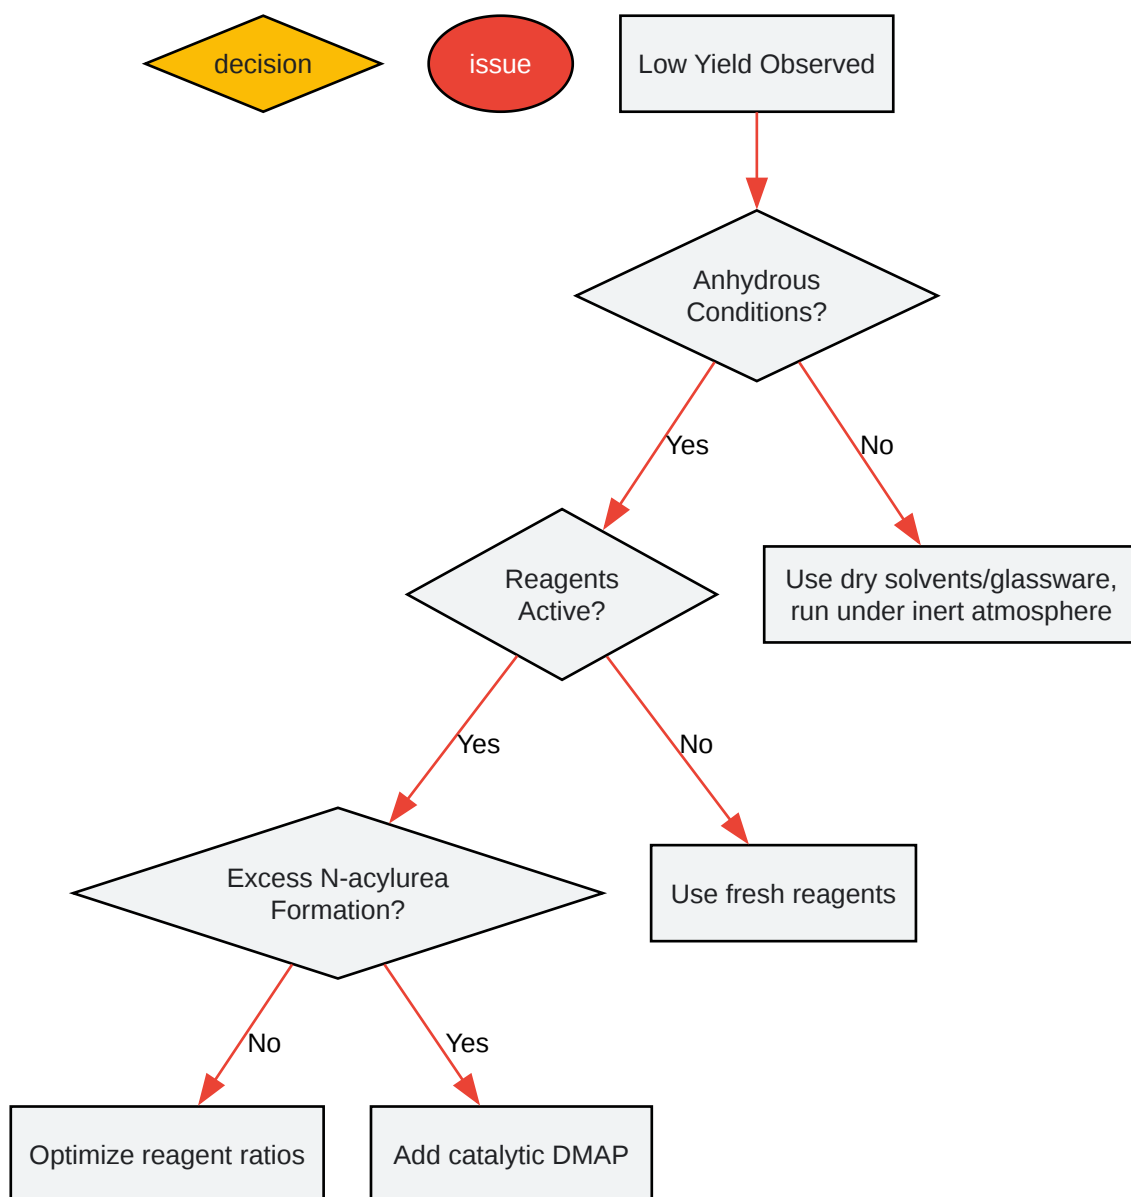 decision
issue
Low Yield Observed
Anhydrous
Conditions?
Yes
No
Reagents
Active?
Use dry solvents/glassware,
run under inert atmosphere
Yes
No
Excess N-acylurea
Formation?
Use fresh reagents
No
Yes
Optimize reagent ratios
Add catalytic DMAP